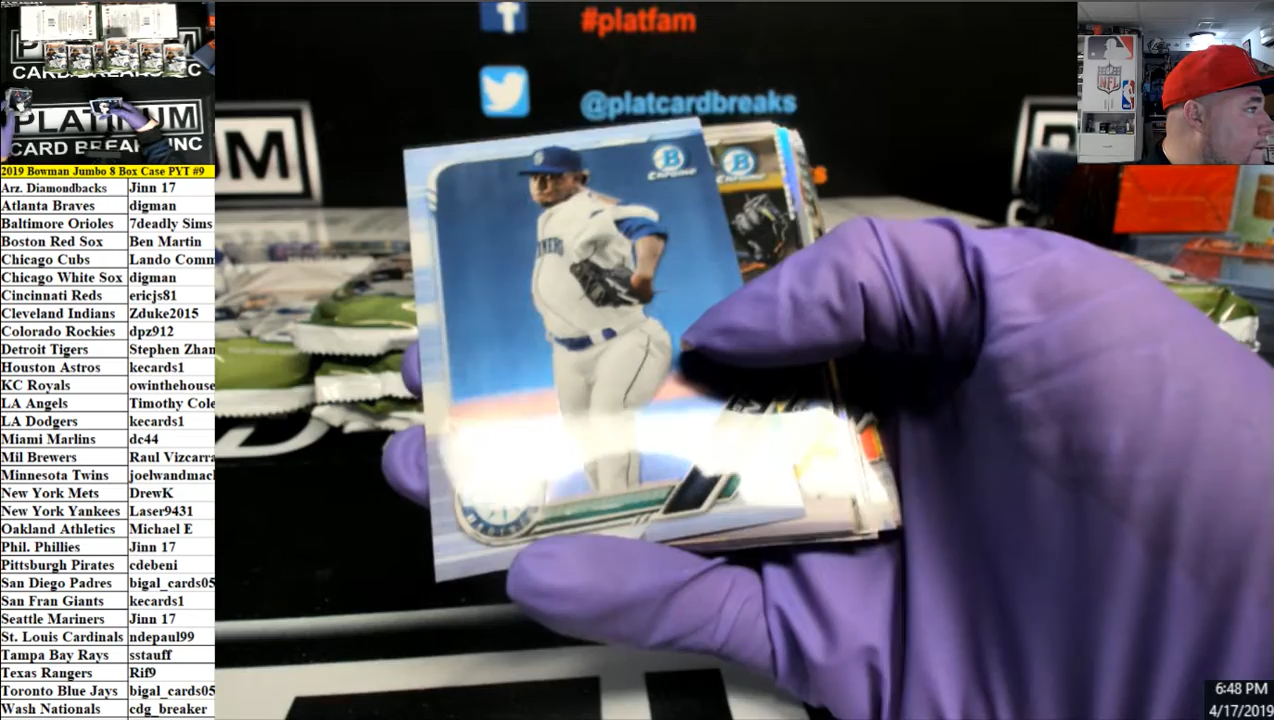 PLATINUM
CARD BREAKS INC
PLATINUM
CARD BREAK INC
2019 Bowman Jumbo 8 Box Case PYT #9
Arz. Diamondbacks Jinn 17
Atlanta Braves digman
Baltimore Orioles 7deadly Sims
Boston Red Sox Ben Martin
Chicago Cubs Lando Comm
Chicago White Sox digman
Cincinnati Reds ericjs81
Cleveland Indians Zduke2015
Colorado Rockies dpz912
Detroit Tigers Stephen Zhan
Houston Astros kecards1
KC Royals owinthehouse
LA Angels Timothy Cole
LA Dodgers kecards1
Miami Marlins dc44
Mil Brewers Raul Vizcarra
Minnesota Twins joelwandmac
New York Mets DrewK
New York Yankees Laser9431
Oakland Athletics Michael E
Phil. Phillies Jinn 17
Pittsburgh Pirates cdebeni
San Diego Padres bigal_cards05
San Fran Giants kecards1
Seattle Mariners Jinn 17
St. Louis Cardinals ndepaul99
Tampa Bay Rays sstauff
Texas Rangers Rif9
Toronto Blue Jays bigal_cards05
Wash Nationals cdg_breaker
#platfam
@platcardbreaks
B
Chrome
B
Chrome
NFL
6:48 PM
4/17/2019